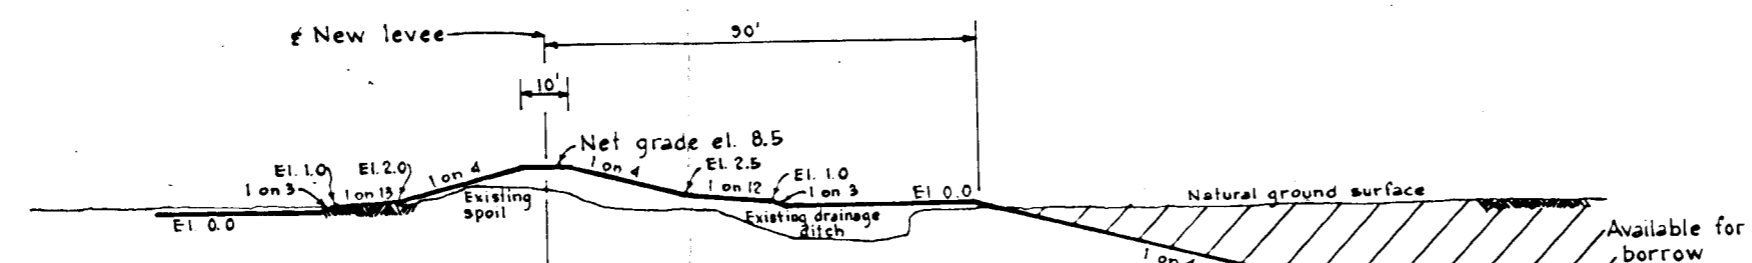 ℄ New levee
90'
10'
Net grade el. 8.5
El. 1.0
El. 2.0
1 on 4
1 on 4
El. 2.5
El. 1.0
1 on 3
1 on 13
1 on 12
1 on 3
El 0.0
Natural ground surface
Existing
spoil
Existing drainage
ditch
El. 0.0
Available for
borrow
1 on